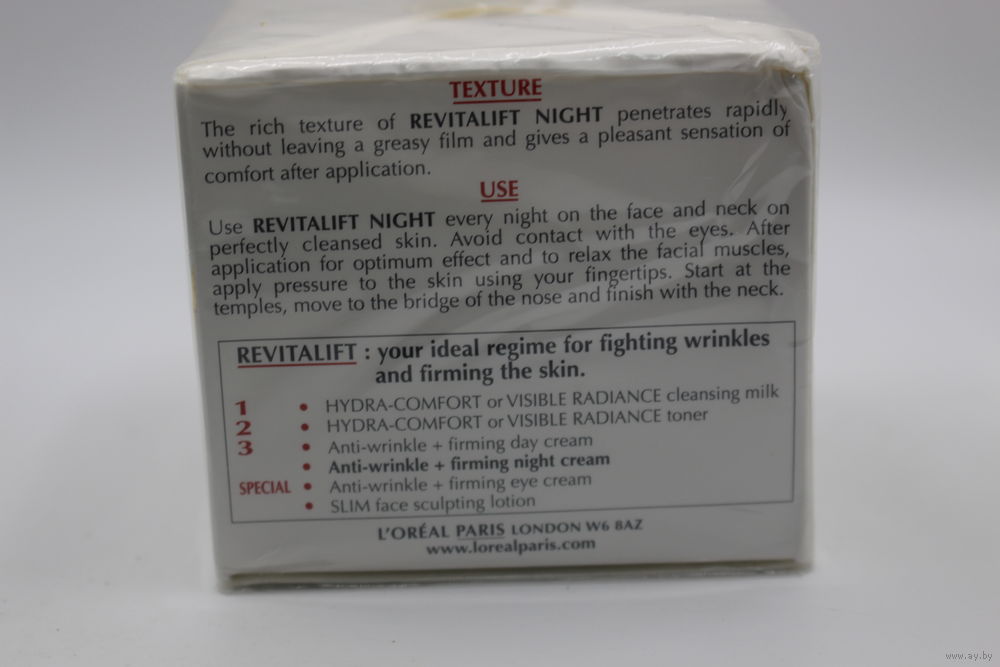 TEXTURE
The rich texture of REVITALIFT NIGHT penetrates rapidly
without leaving a greasy film and gives a pleasant sensation of
comfort after application.
USE
Use REVITALIFT NIGHT every night on the face and neck on
perfectly cleansed skin. Avoid contact with the eyes. After
application for optimum effect and to relax the facial muscles,
apply pressure to the skin using your fingertips. Start at the
temples, move to the bridge of the nose and finish with the neck.
REVITALIFT : your ideal regime for fighting wrinkles
and firming the skin.
1 • HYDRA-COMFORT or VISIBLE RADIANCE cleansing milk
2 • HYDRA-COMFORT or VISIBLE RADIANCE toner
3 • Anti-wrinkle + firming day cream
• Anti-wrinkle + firming night cream
SPECIAL • Anti-wrinkle + firming eye cream
• SLIM face sculpting lotion
L'ORÉAL PARIS LONDON W6 8AZ
www.lorealparis.com
www.ay.by